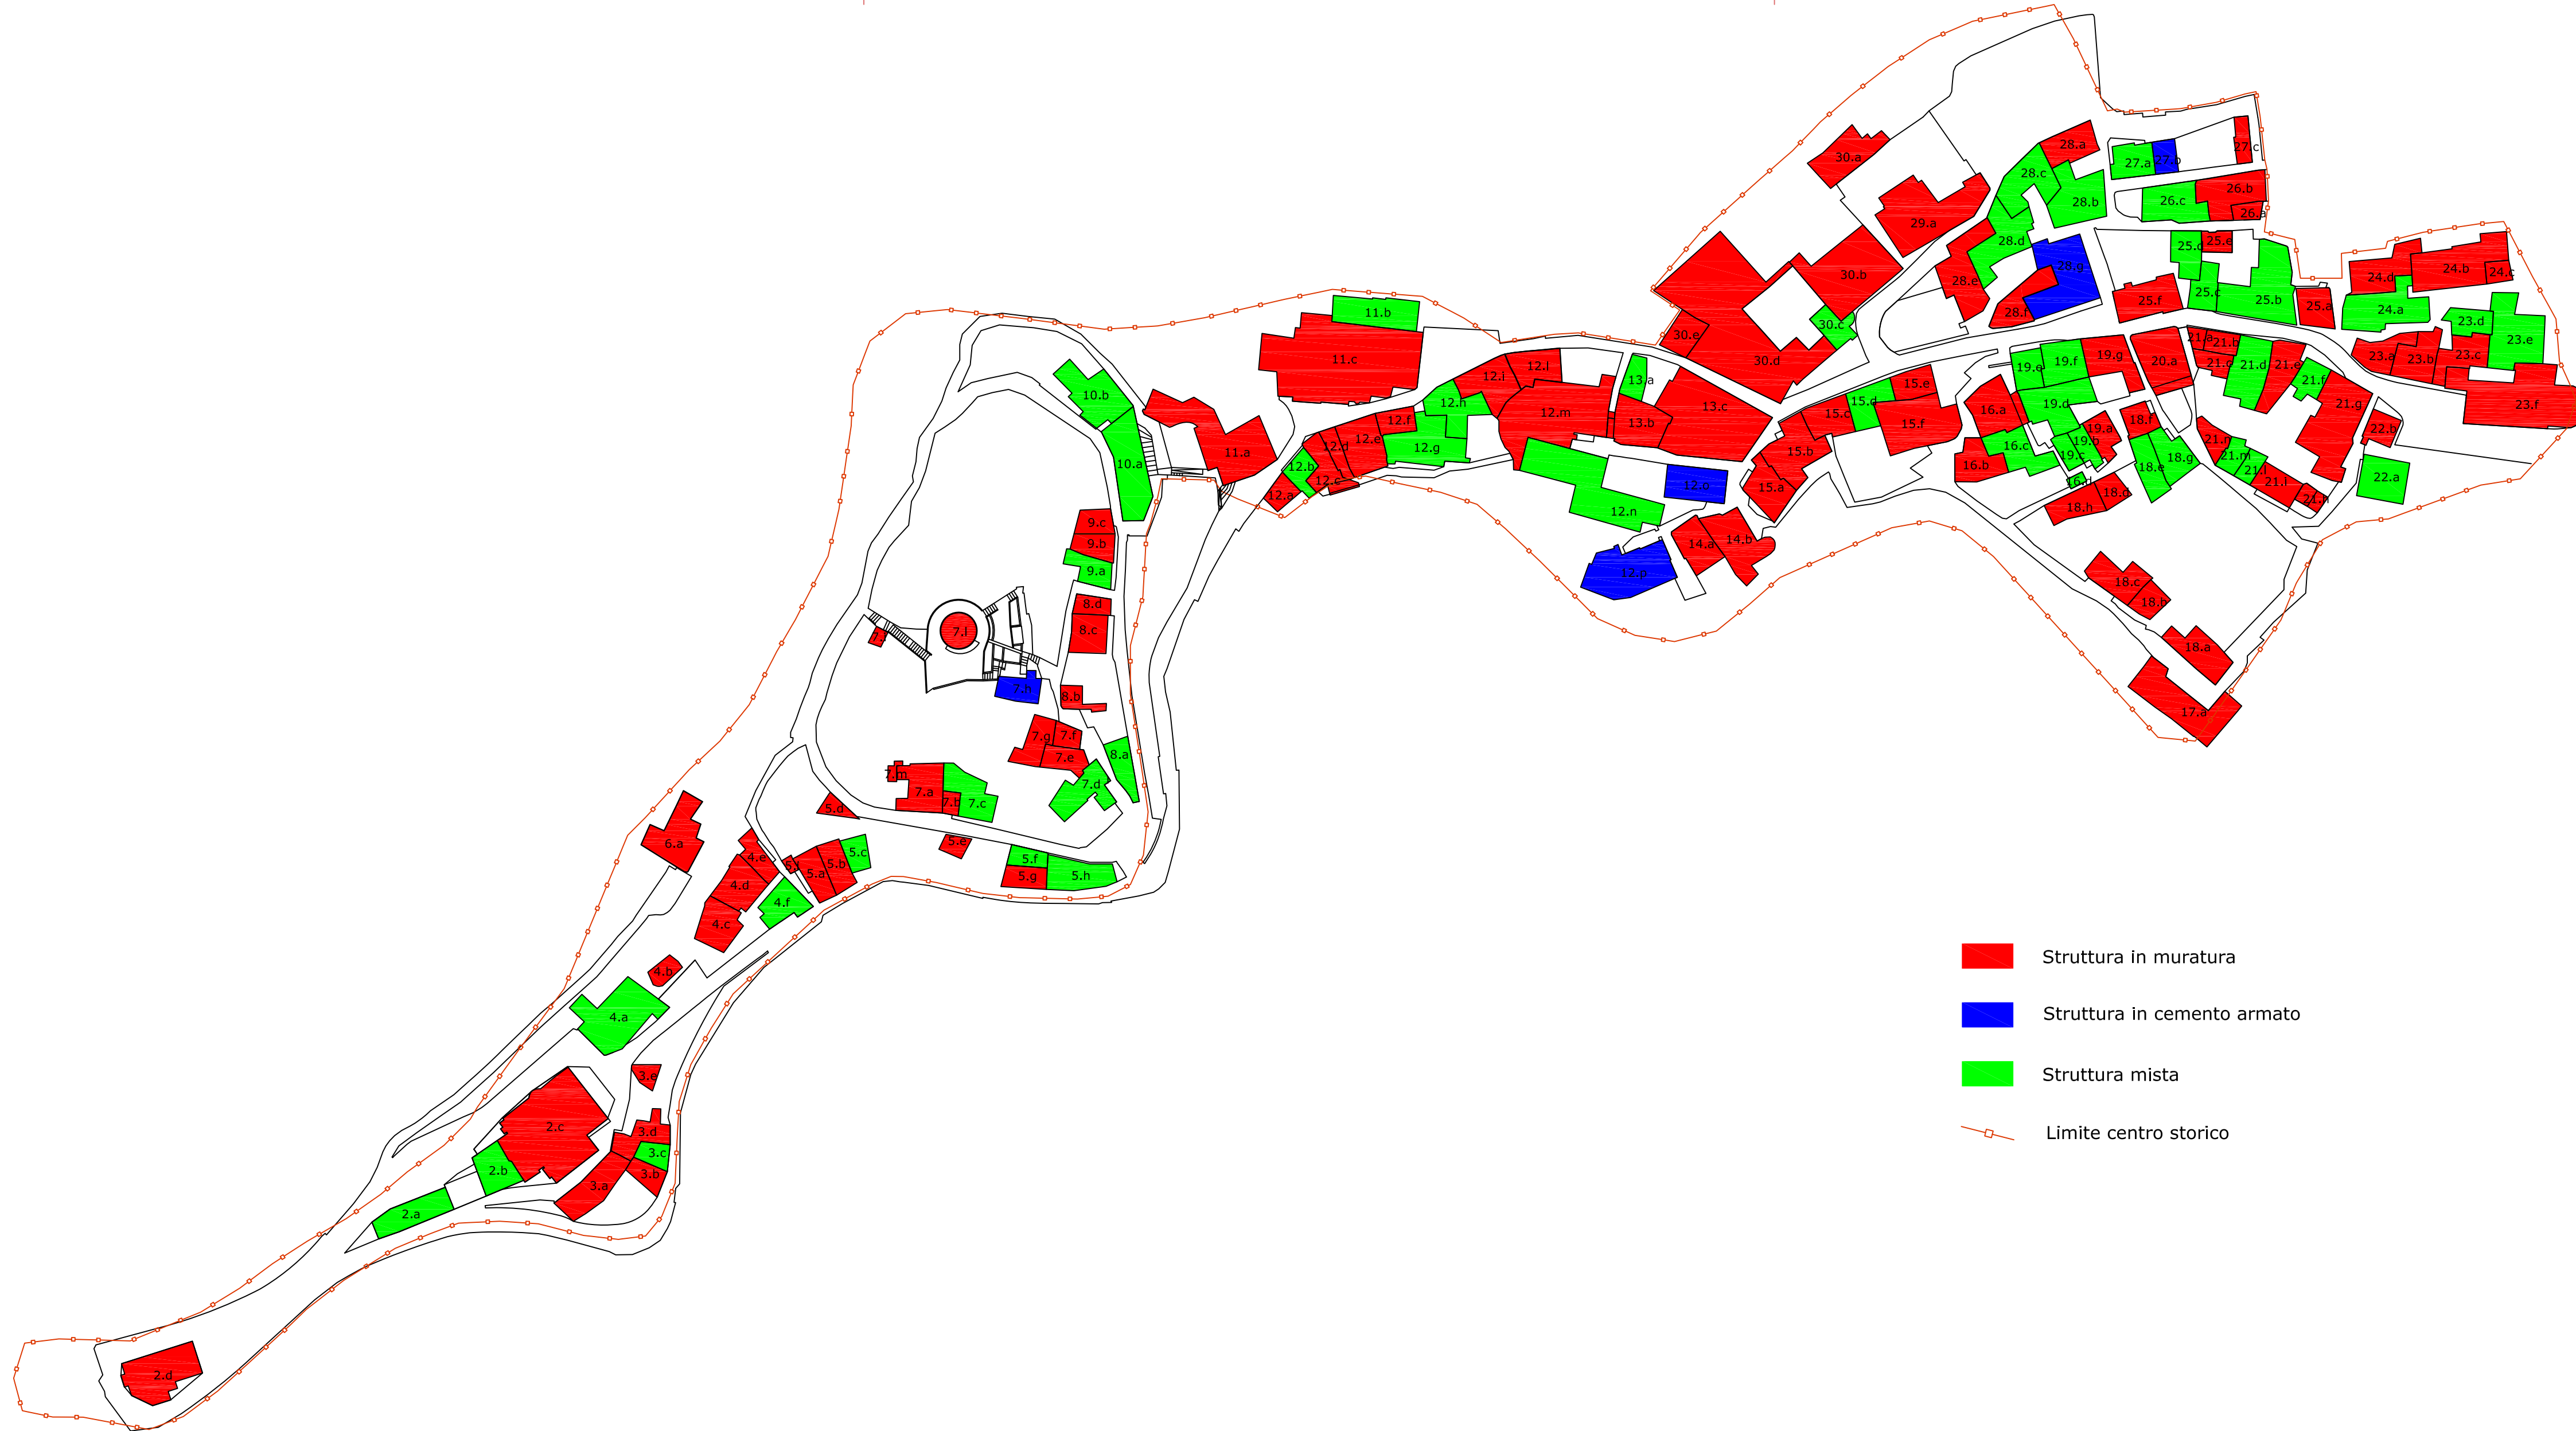 28.a
27.a
27.b
27.c
30.a
28.c
28.b
26.b
26.c
26.a
29.a
28.d
25.d
25.e
28.g
30.b
28.e
24.d
24.b
24.c
25.c
25.b
25.f
25.a
24.a
11.b
28.f
30.c
23.d
30.e
23.e
21.b
11.c
30.d
19.e
19.f
19.g
20.a
21.c
21.d
21.e
23.a
23.b
23.c
12.i
12.l
13.a
21.f
10.b
12.h
13.c
15.c
15.d
15.e
19.d
21.g
23.f
12.m
16.a
12.f
13.b
15.f
18.f
19.a
22.b
12.d
12.e
12.g
19.b
11.a
15.b
16.c
19.c
21.m
10.a
12.b
16.b
18.e
18.g
12.c
12.o
15.a
16.d
21.i
22.a
12.a
18.d
12.n
18.h
9.c
9.b
14.a
14.b
9.a
12.p
18.c
8.d
18.b
8.c
7.i
18.a
7.h
8.b
17.a
7.g
7.f
7.e
8.a
7.m
7.a
7.b
7.c
7.d
5.d
6.a
5.e
4.e
5.b
5.c
5.a
5.f
4.d
5.g
5.h
4.f
4.c
4.b
Struttura in muratura
4.a
Struttura in cemento armato
3.e
Struttura mista
2.c
3.d
Limite centro storico
3.c
2.b
3.b
3.a
2.a
2.d